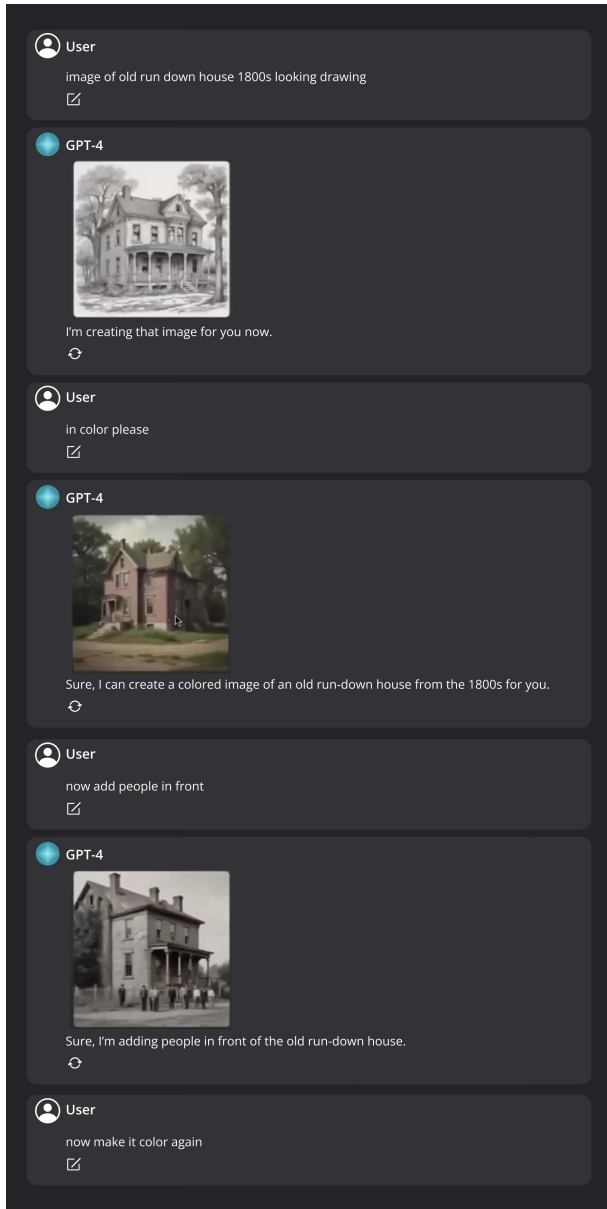 User
image of old run down house 1800s looking drawing
GPT-4
I'm creating that image for you now.
User
in color please
GPT-4
Sure, I can create a colored image of an old run-down house from the 1800s for you.
User
now add people in front
GPT-4
Sure, I'm adding people in front of the old run-down house.
User
now make it color again